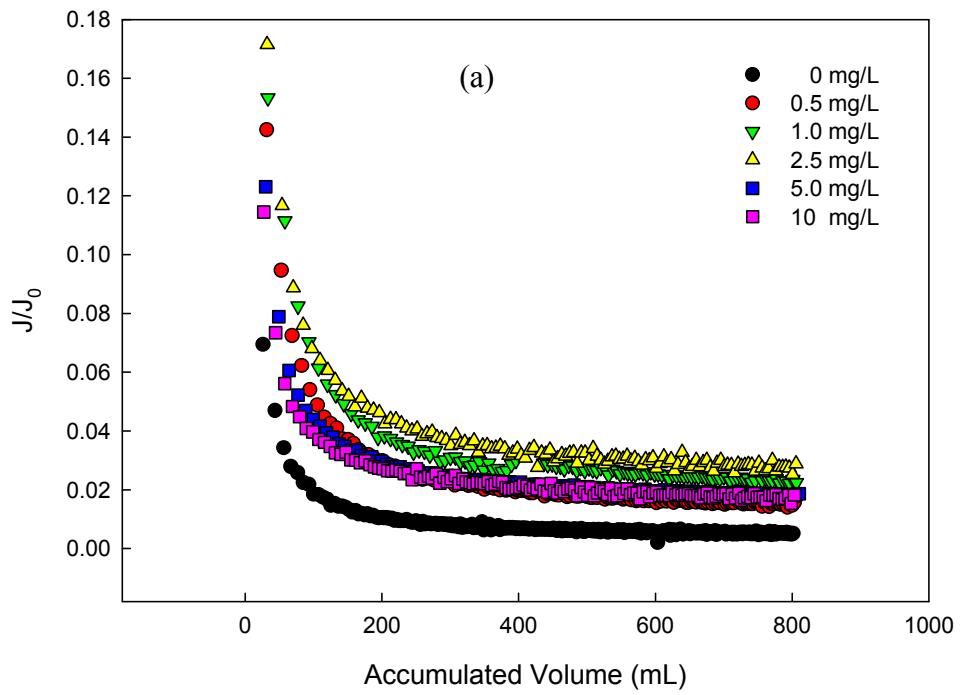 (a)
0 mg/L
0.5 mg/L
1.0 mg/L
2.5 mg/L
5.0 mg/L
10 mg/L
0.18
0.16
0.14
0.12
0.10
0.08
0.06
0.04
0.02
0.00
J/J₀
0 200 400 600 800 1000
Accumulated Volume (mL)